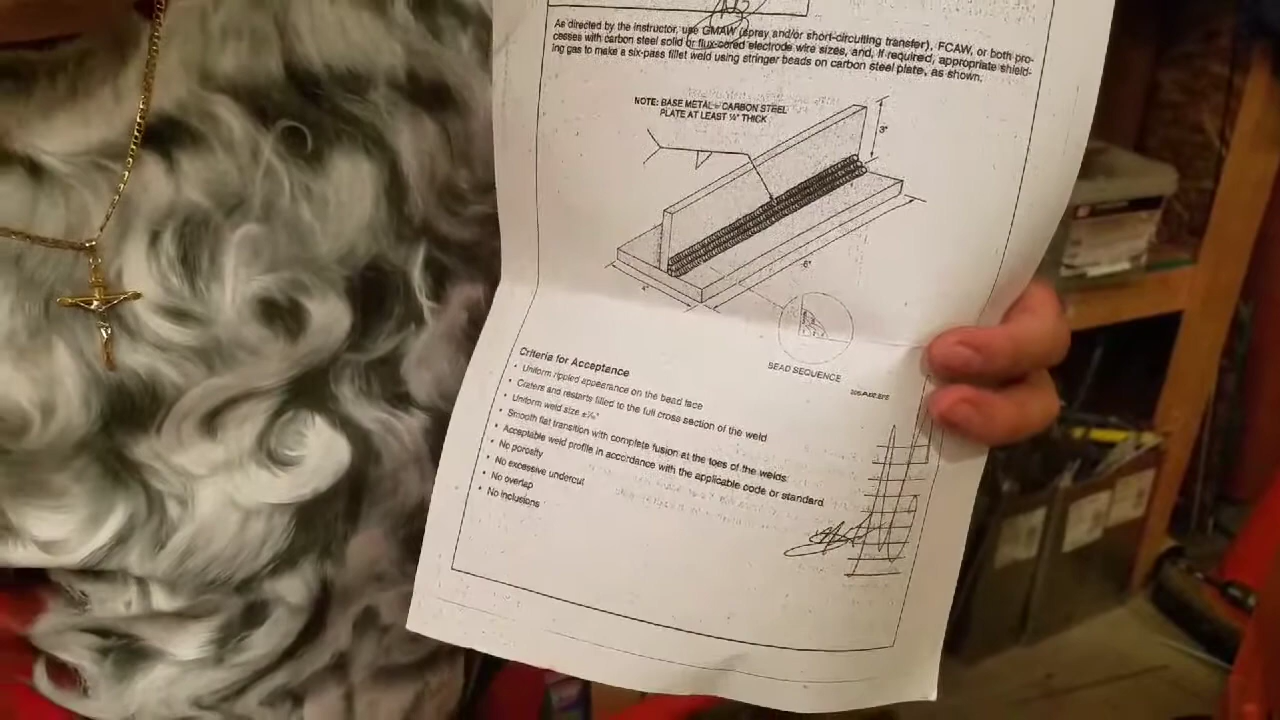 As directed by the instructor, use GMAW (spray and/or short-circuiting transfer), FCAW, or both pro-
cesses with carbon steel solid or flux-cored electrode wire sizes, and, if required, appropriate shield-
ing gas to make a six-pass fillet weld using stringer beads on carbon steel plate, as shown.
NOTE: BASE METAL = CARBON STEEL
PLATE AT LEAST ¼" THICK
3"
6"
BEAD SEQUENCE
Criteria for Acceptance
• Uniform rippled appearance on the bead face
• Craters and restarts filled to the full cross section of the weld
• Uniform weld size
• Smooth flat transition with complete fusion at the toes of the welds
• Acceptable weld profile in accordance with the applicable code or standard
• No porosity
• No excessive undercut
• No overlap
• No inclusions